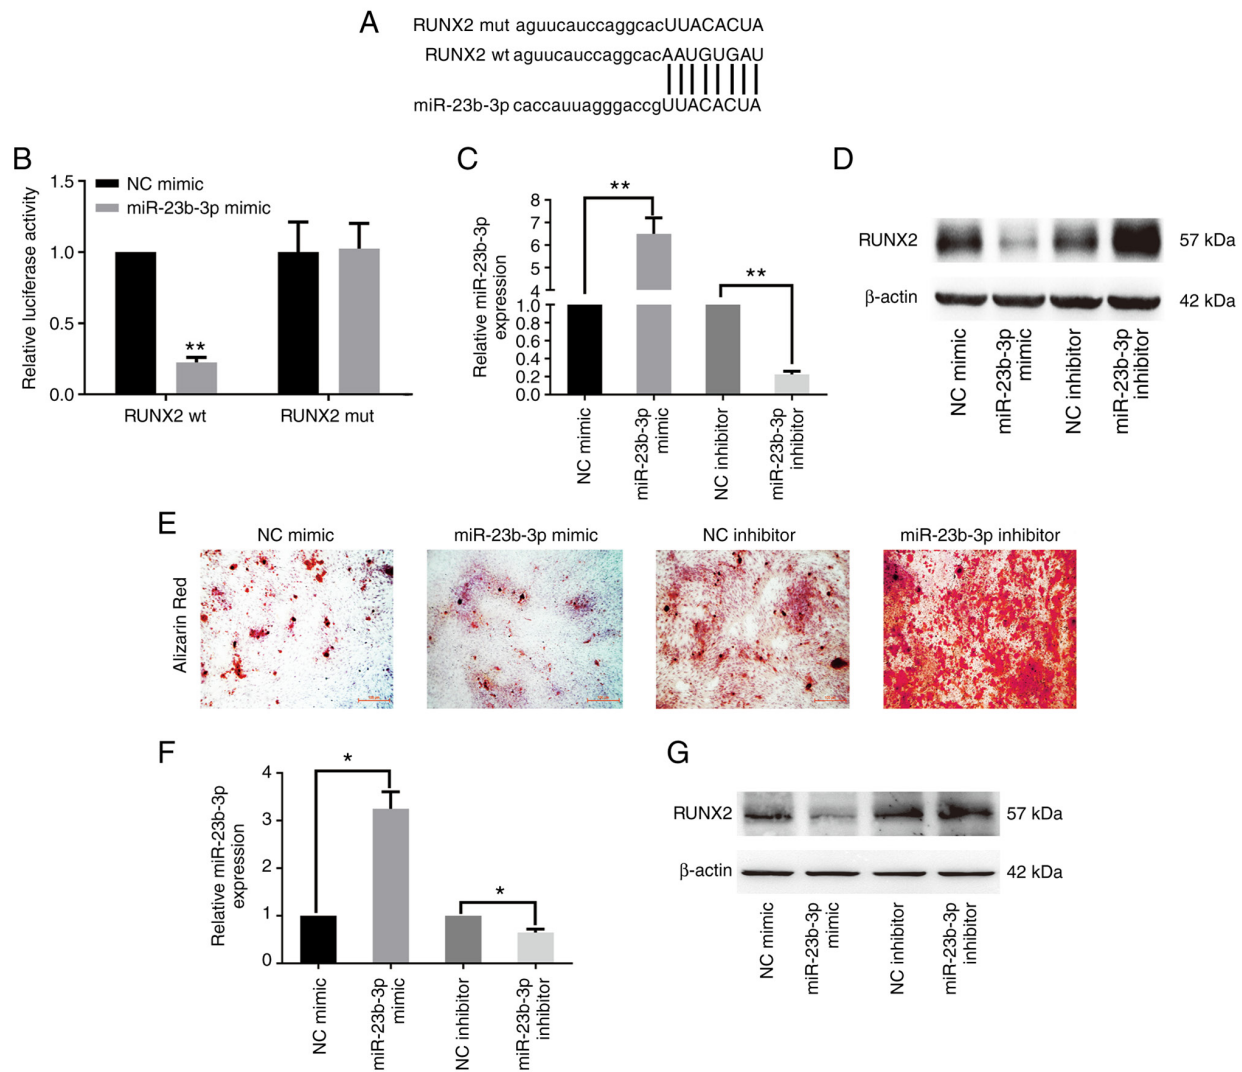 A
RUNX2 mut aguucauccaggcacUUACACUA
RUNX2 wt aguucauccaggcacAAUGUGAU
miR-23b-3p caccauuagggaccgUUACACUA
B
Relative luciferase activity
1.5
1.0
0.5
0.0
NC mimic
miR-23b-3p mimic
**
RUNX2 wt
RUNX2 mut
C
Relative miR-23b-3p
expression
8
7
6
5
4
1.0
0.8
0.6
0.4
0.2
0.0
**
**
NC mimic
miR-23b-3p
mimic
NC inhibitor
miR-23b-3p
inhibitor
D
RUNX2
57 kDa
β-actin
42 kDa
NC mimic
miR-23b-3p
mimic
NC inhibitor
miR-23b-3p
inhibitor
E
NC mimic
miR-23b-3p mimic
NC inhibitor
miR-23b-3p inhibitor
Alizarin Red
F
Relative miR-23b-3p
expression
4
3
2
1
0
*
*
NC mimic
miR-23b-3p
mimic
NC inhibitor
miR-23b-3p
inhibitor
G
RUNX2
57 kDa
β-actin
42 kDa
NC mimic
miR-23b-3p
mimic
NC inhibitor
miR-23b-3p
inhibitor